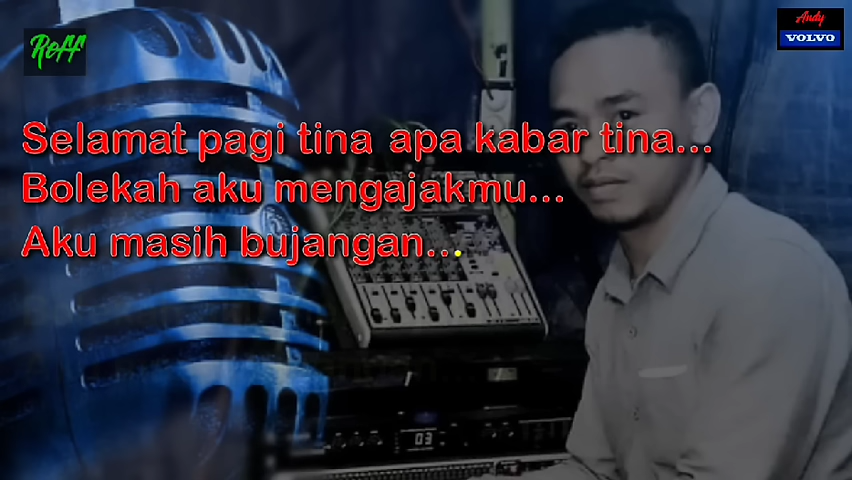 Reff
Andy
VOLVO
Selamat pagi tina apa kabar tina...
Bolekah aku mengajakmu...
Aku masih bujangan...
03